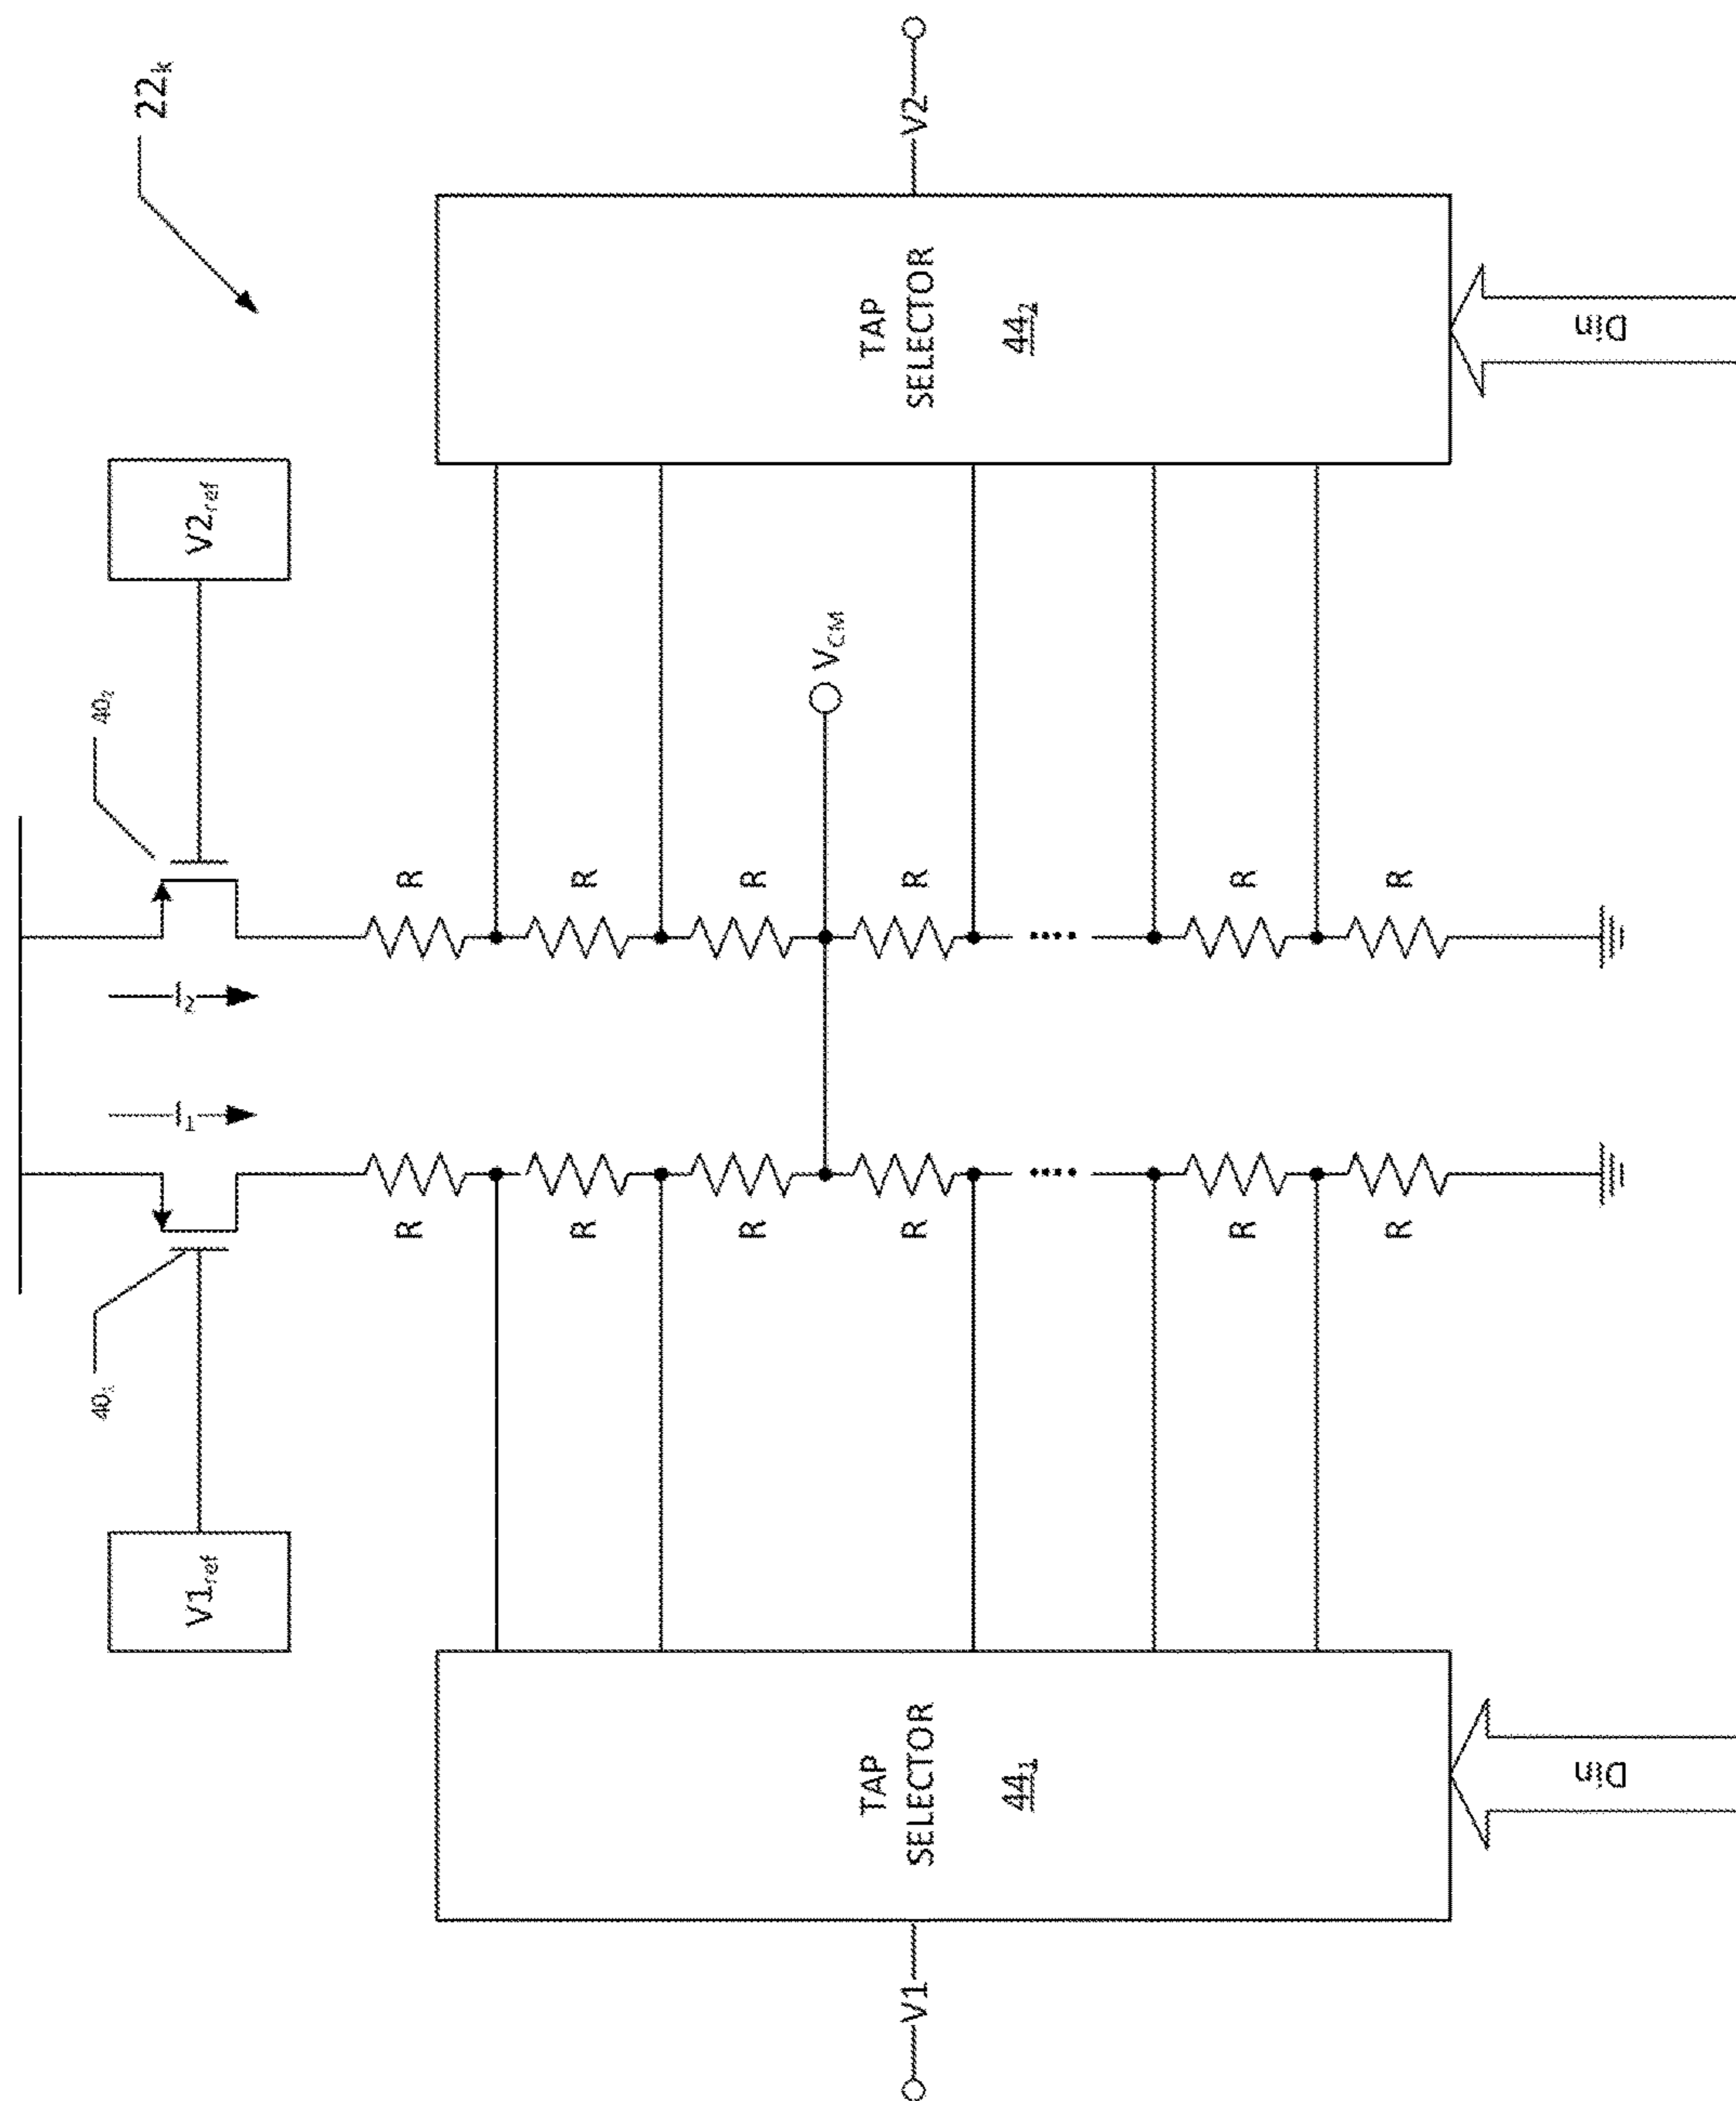 22ₖ
40₁
40₂
V1ref
I₁
I₂
V2ref
R
R
R
R
R
R
VCM
V1
TAP
SELECTOR
44₁
R
R
TAP
SELECTOR
44₂
V2
....
....
R
R
R
R
Din
Din